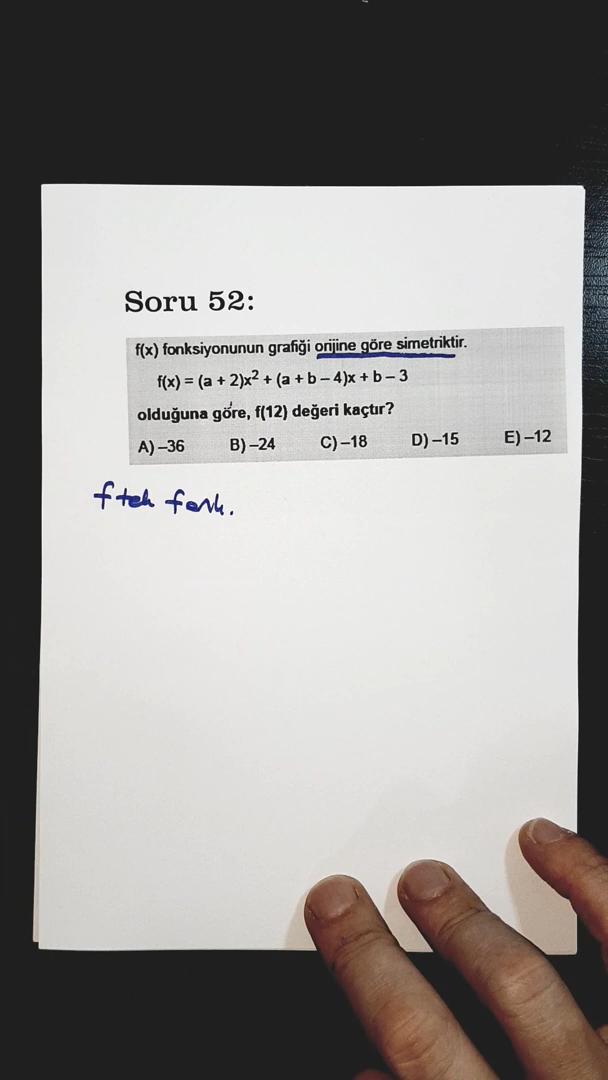 Soru 52:
f(x) fonksiyonunun grafiği orijine göre simetriktir.
f(x) = (a + 2)x² + (a + b – 4)x + b – 3
olduğuna göre, f(12) değeri kaçtır?
A) –36 B) –24 C) –18 D) –15 E) –12
f tek fonk.